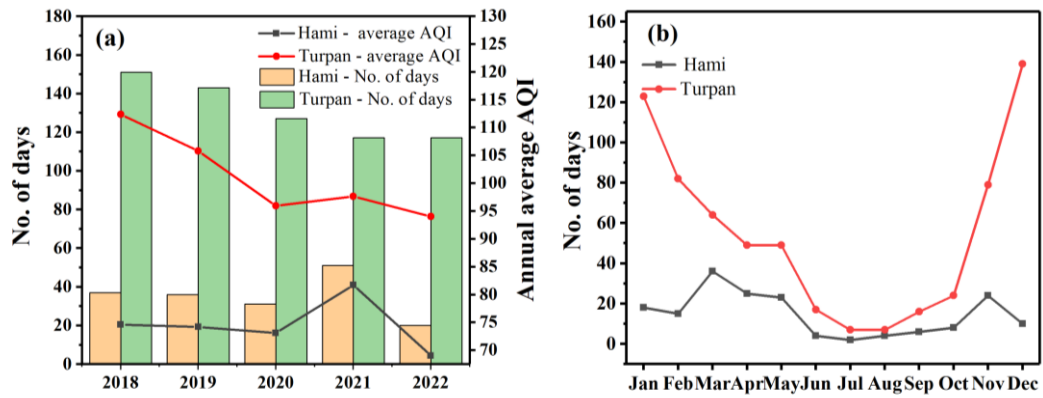 (a)
Hami - average AQI
Turpan - average AQI
Hami - No. of days
Turpan - No. of days
No. of days
180
160
140
120
100
80
60
40
20
0
2018 2019 2020 2021 2022
130
125
120
115
110
105
100
95
90
85
80
75
70
Annual average AQI
(b)
Hami
Turpan
No. of days
160
140
120
100
80
60
40
20
0
Jan Feb Mar Apr May Jun Jul Aug Sep Oct Nov Dec